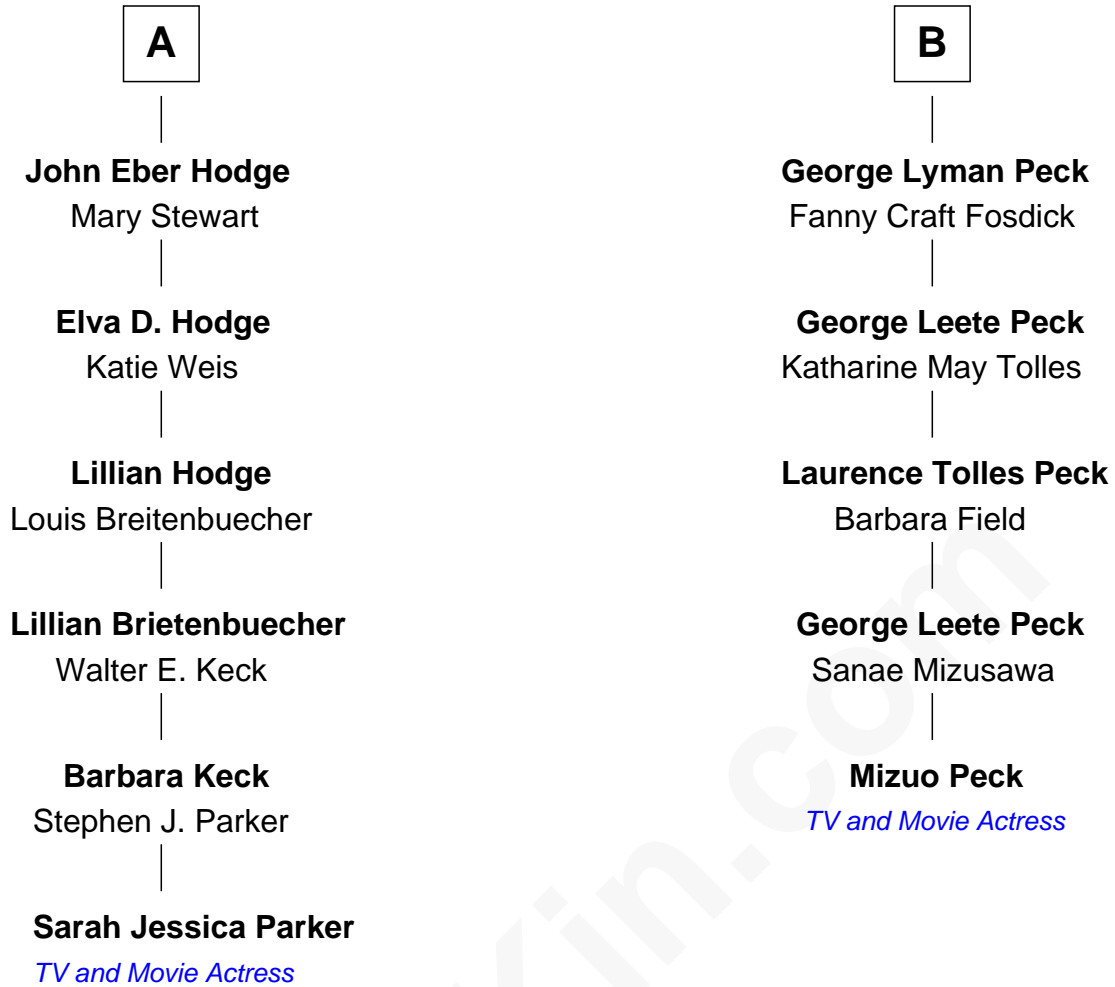 A
John Eber Hodge
Mary Stewart
Elva D. Hodge
Katie Weis
Lillian Hodge
Louis Breitenbuecher
Lillian Brietenbuecher
Walter E. Keck
Barbara Keck
Stephen J. Parker
Sarah Jessica Parker
TV and Movie Actress
B
George Lyman Peck
Fanny Craft Fosdick
George Leete Peck
Katharine May Tolles
Laurence Tolles Peck
Barbara Field
George Leete Peck
Sanae Mizusawa
Mizuo Peck
TV and Movie Actress
Kin.com